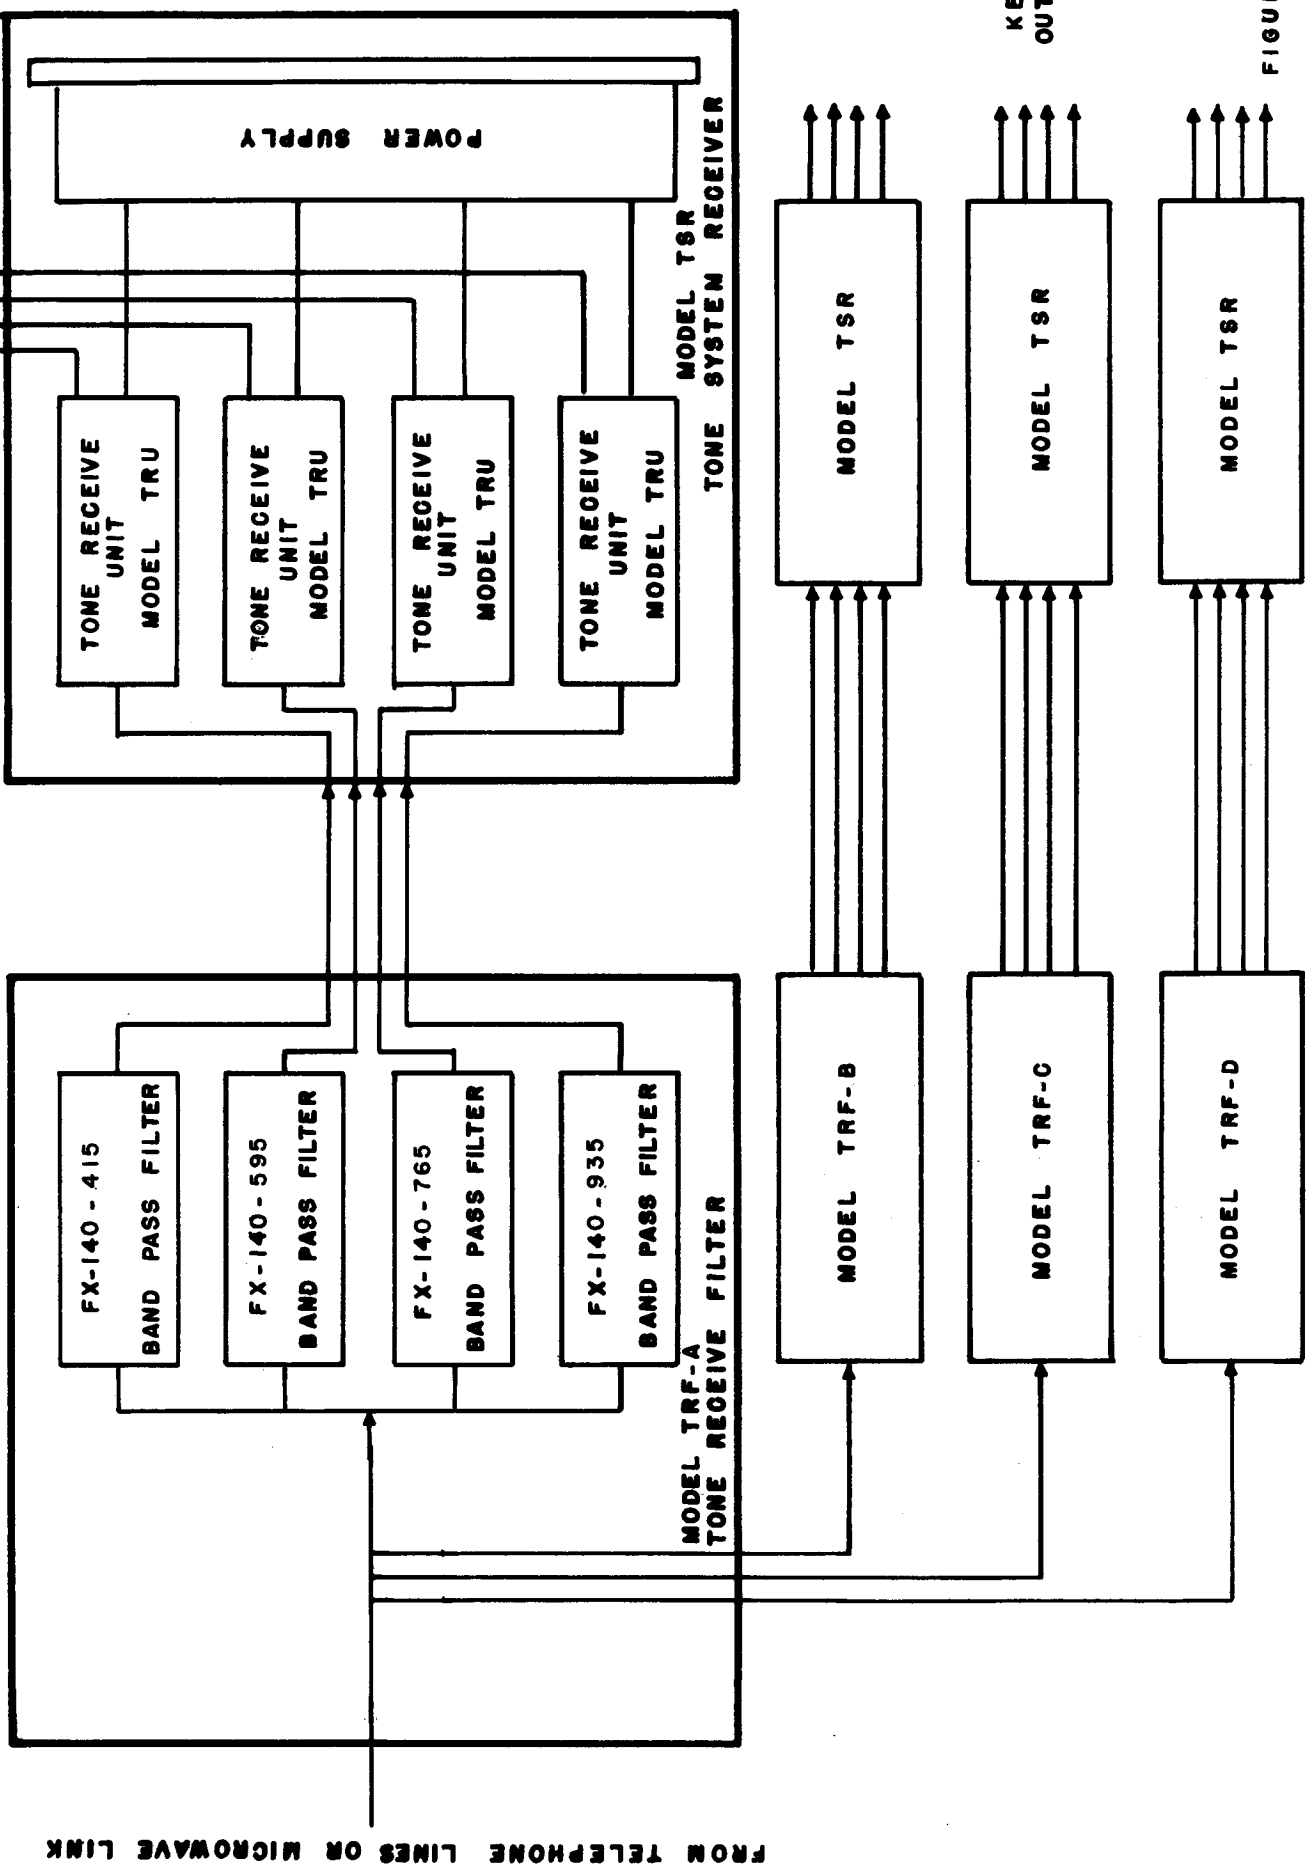 FROM TELEPHONE LINES OR MICROWAVE LINK
FX-140-415
BAND PASS FILTER
FX-140-595
BAND PASS FILTER
FX-140-765
BAND PASS FILTER
FX-140-935
BAND PASS FILTER
MODEL TRF-A
TONE RECEIVE FILTER
TONE RECEIVE
UNIT
MODEL TRU
TONE RECEIVE
UNIT
MODEL TRU
TONE RECEIVE
UNIT
MODEL TRU
TONE RECEIVE
UNIT
MODEL TRU
POWER SUPPLY
MODEL TSR
TONE SYSTEM RECEIVER
MODEL TRF-B
MODEL TSR
MODEL TRF-C
MODEL TSR
MODEL TRF-D
MODEL TSR
KE
OUT
FIGU